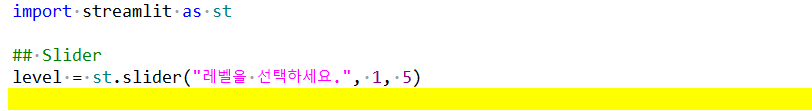 import streamlit as st
## Slider
level = st.slider("레벨을 선택하세요.", 1, 5)